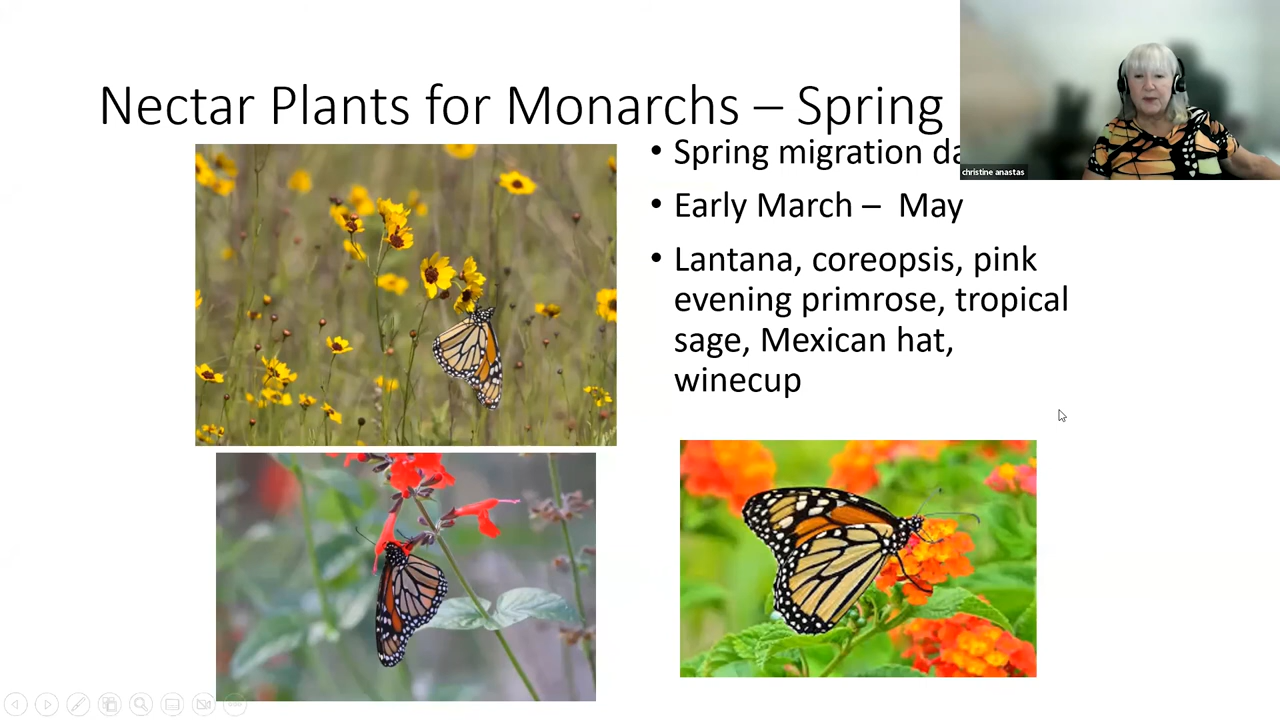 Nectar Plants for Monarchs – Spring
• Spring migration
• Early March – May
• Lantana, coreopsis, pink
evening primrose, tropical
sage, Mexican hat,
winecup
christine anastas